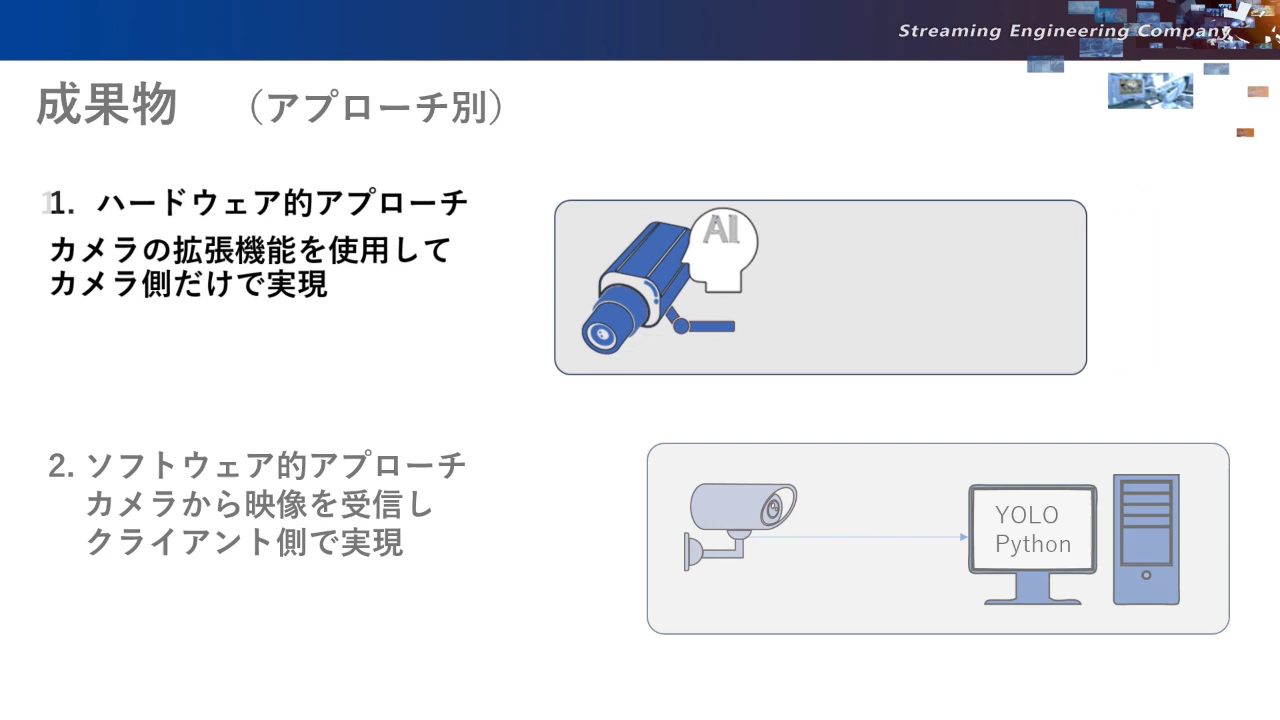 Streaming Engineering Company
成果物 （アプローチ別）
1. ハードウェア的アプローチ
カメラの拡張機能を使用して
カメラ側だけで実現
AI
2. ソフトウェア的アプローチ
カメラから映像を受信し
クライアント側で実現
YOLO
Python